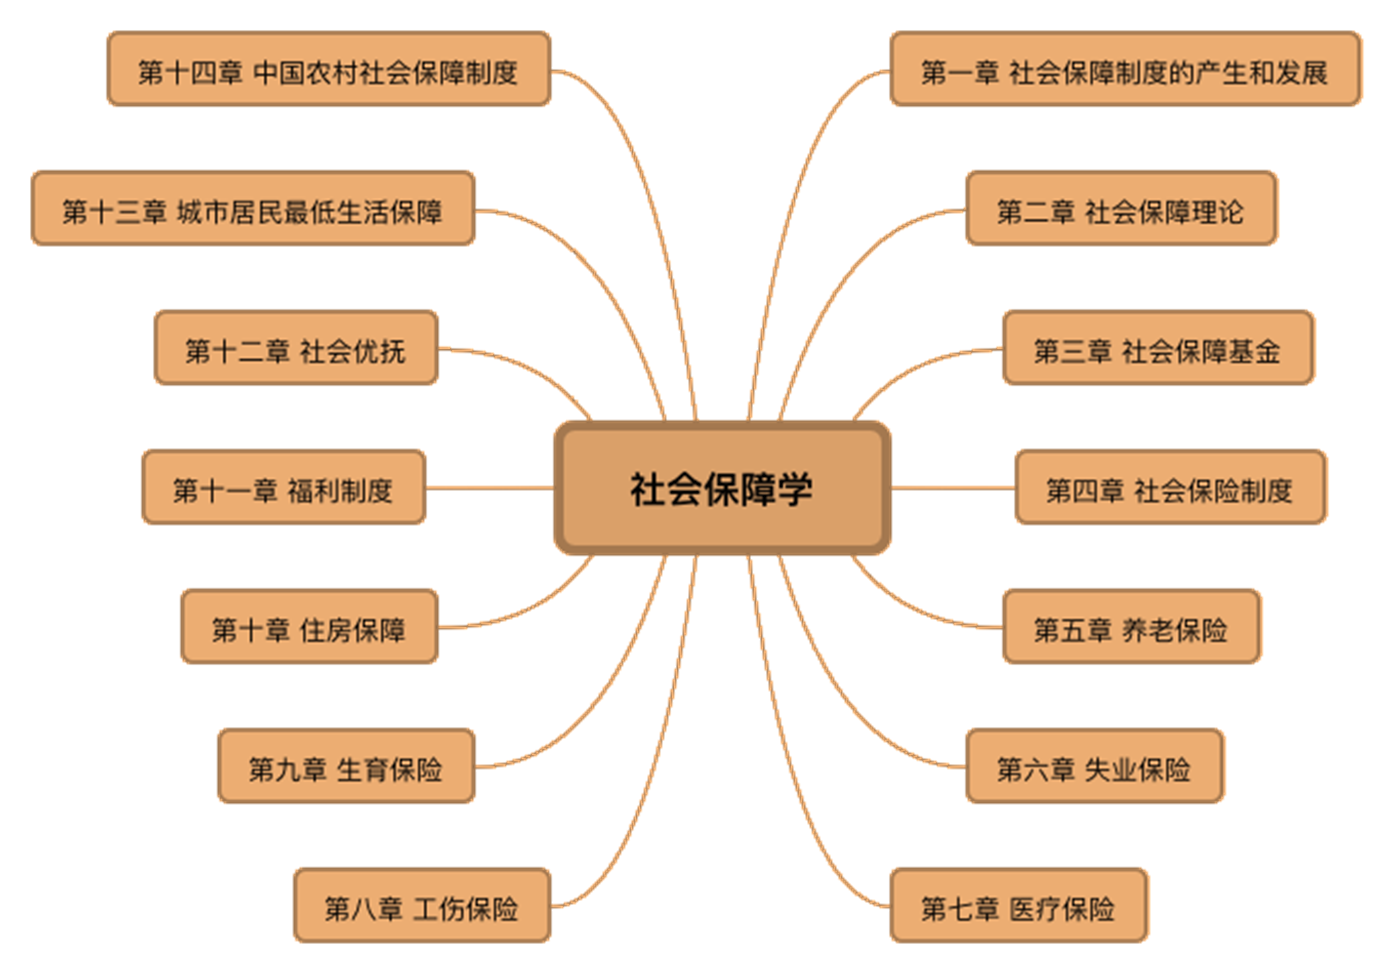 第十四章 中国农村社会保障制度
第一章 社会保障制度的产生和发展
第十三章 城市居民最低生活保障
第二章 社会保障理论
第十二章 社会优抚
第三章 社会保障基金
第十一章 福利制度
社会保障学
第四章 社会保险制度
第十章 住房保障
第五章 养老保险
第九章 生育保险
第六章 失业保险
第八章 工伤保险
第七章 医疗保险